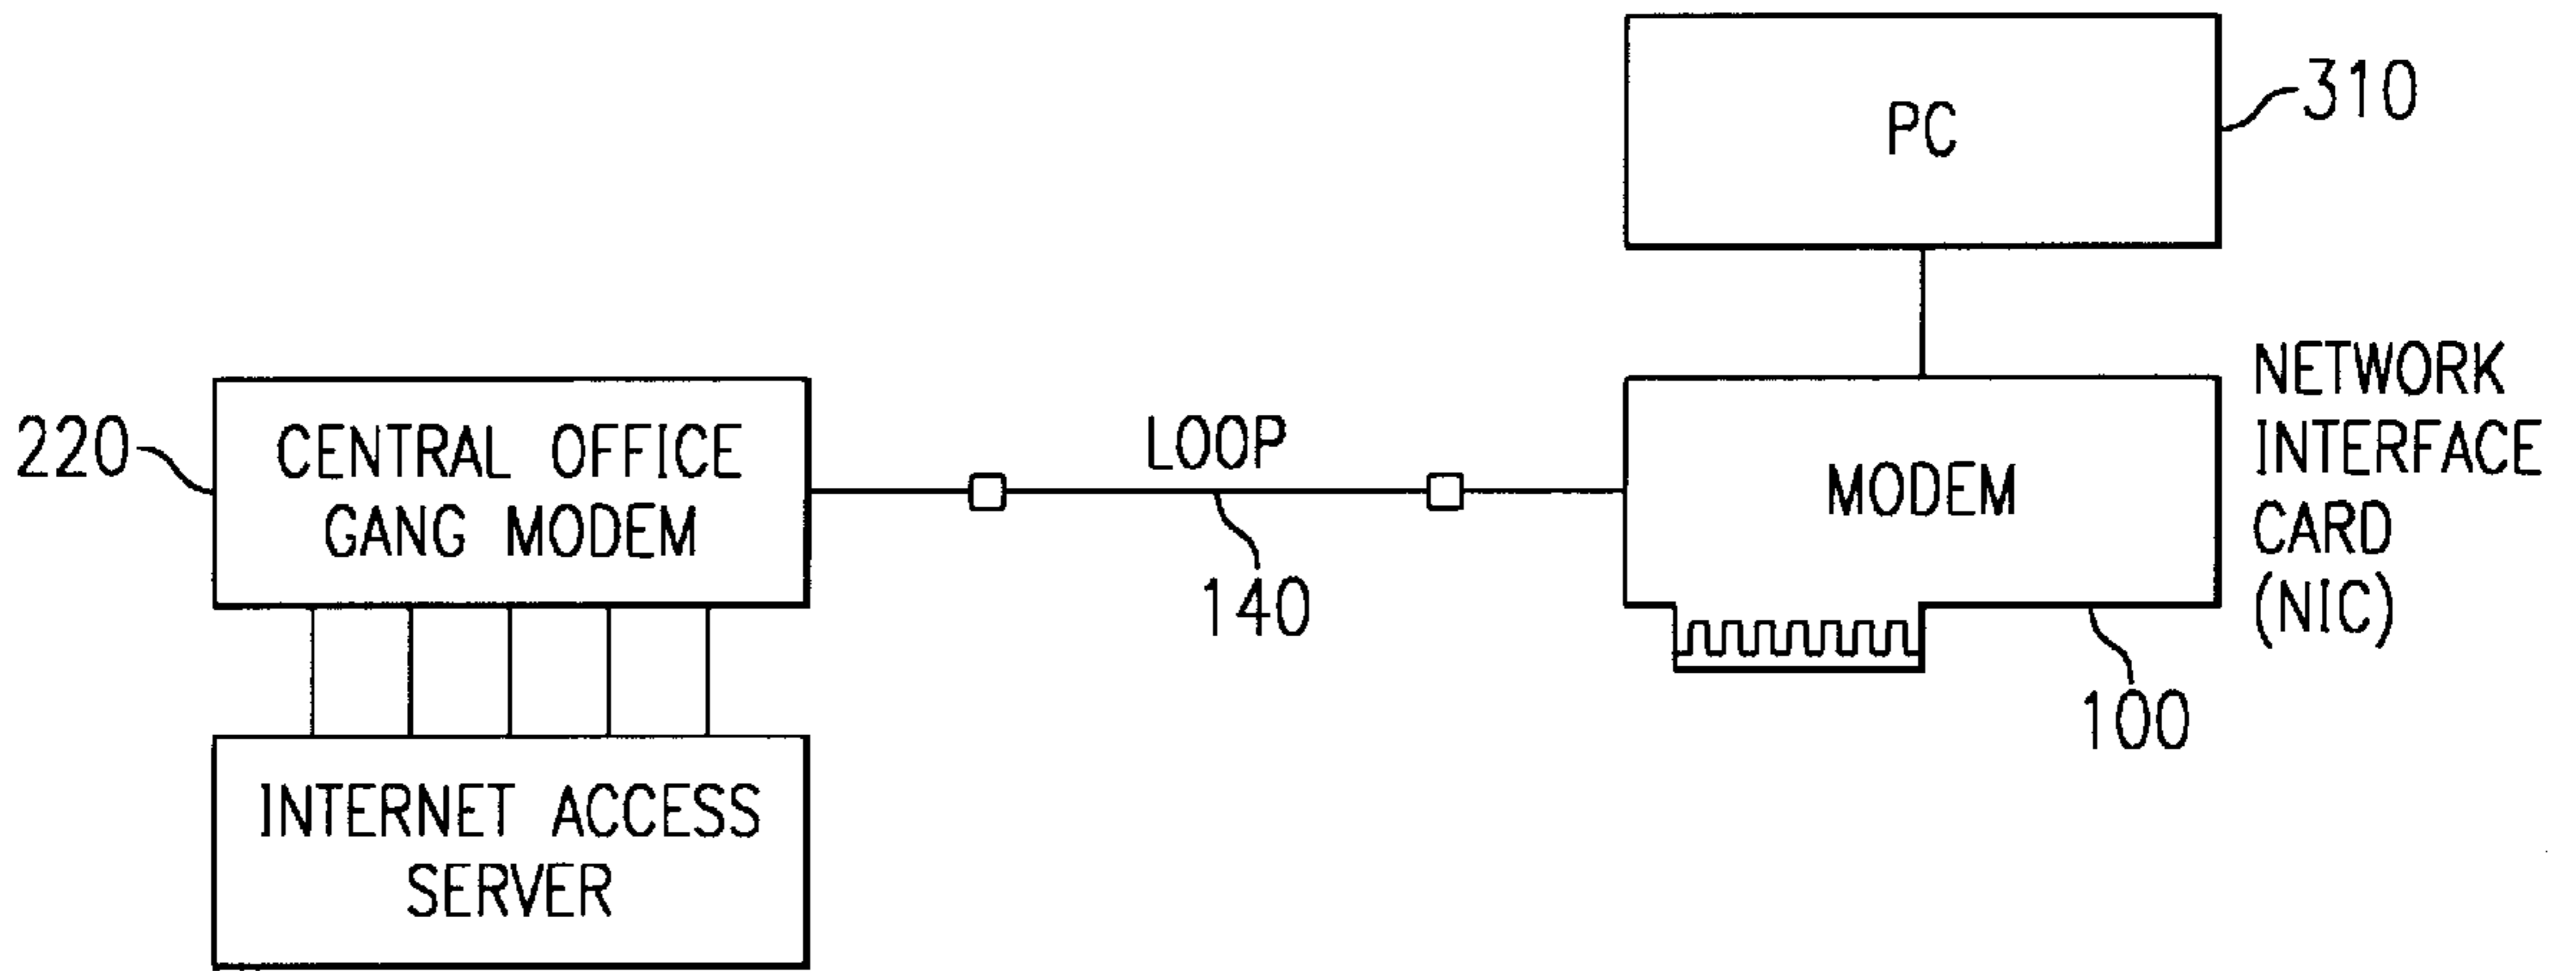 PC
310
NETWORK
INTERFACE
CARD
(NIC)
220
CENTRAL OFFICE
GANG MODEM
LOOP
140
MODEM
100
INTERNET ACCESS
SERVER